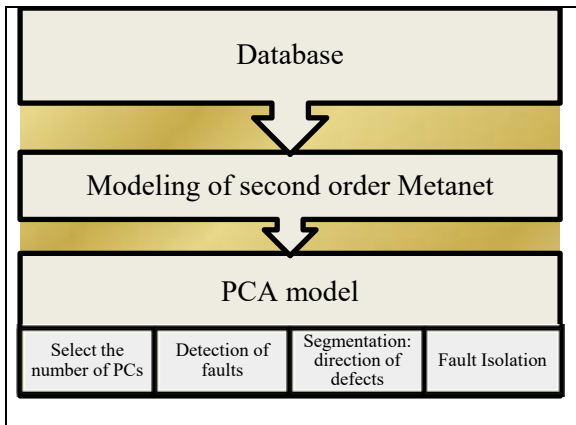 Database
Modeling of second order Metanet
PCA model
Select the
number of PCs
Detection of
faults
Segmentation:
direction of
defects
Fault Isolation